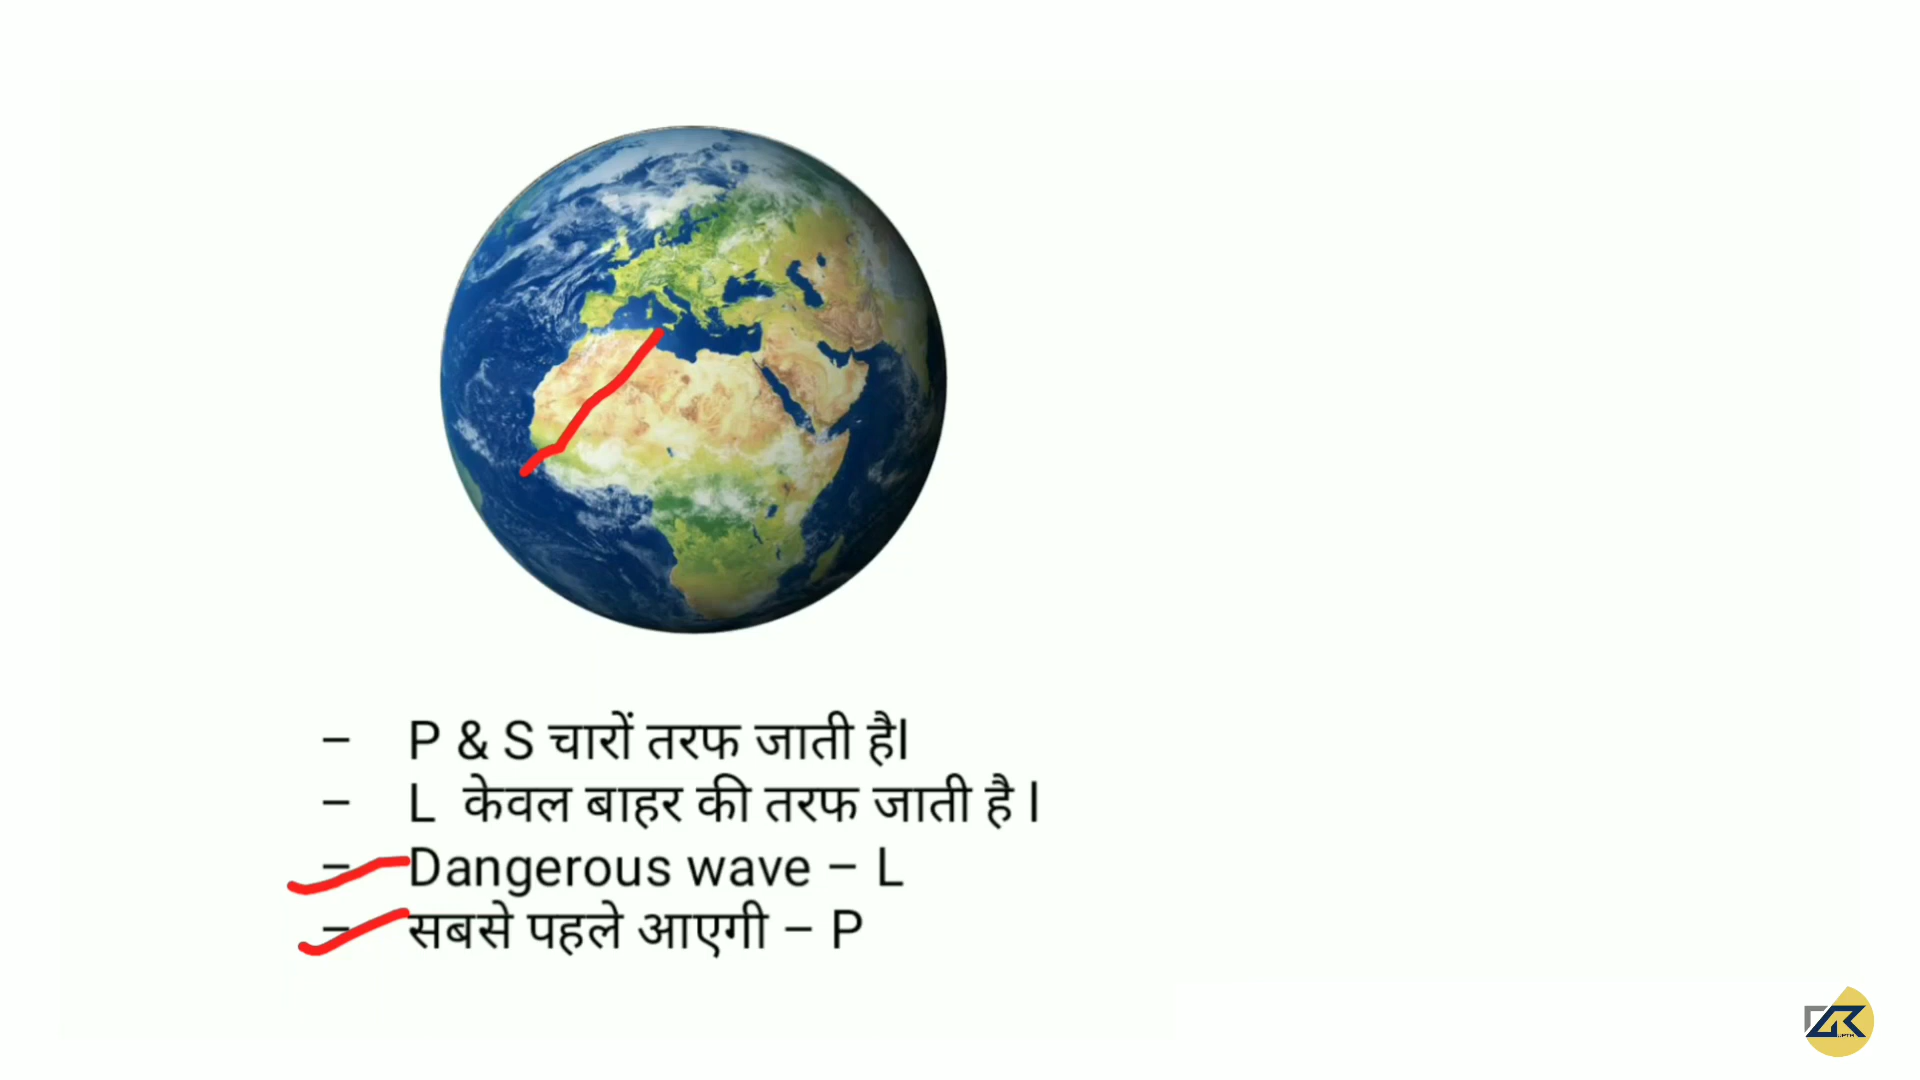 – P & S चारों तरफ जाती है।
– L केवल बाहर की तरफ जाती है ।
– Dangerous wave – L
– सबसे पहले आएगी – P